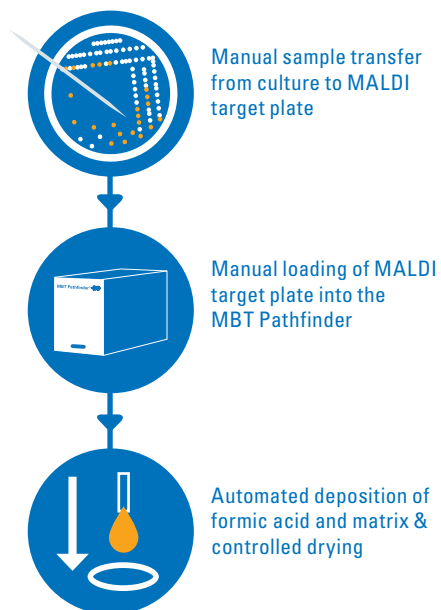 Manual sample transfer
from culture to MALDI
target plate
MBT Pathfinder
Manual loading of MALDI
target plate into the
MBT Pathfinder
Automated deposition of
formic acid and matrix &
controlled drying